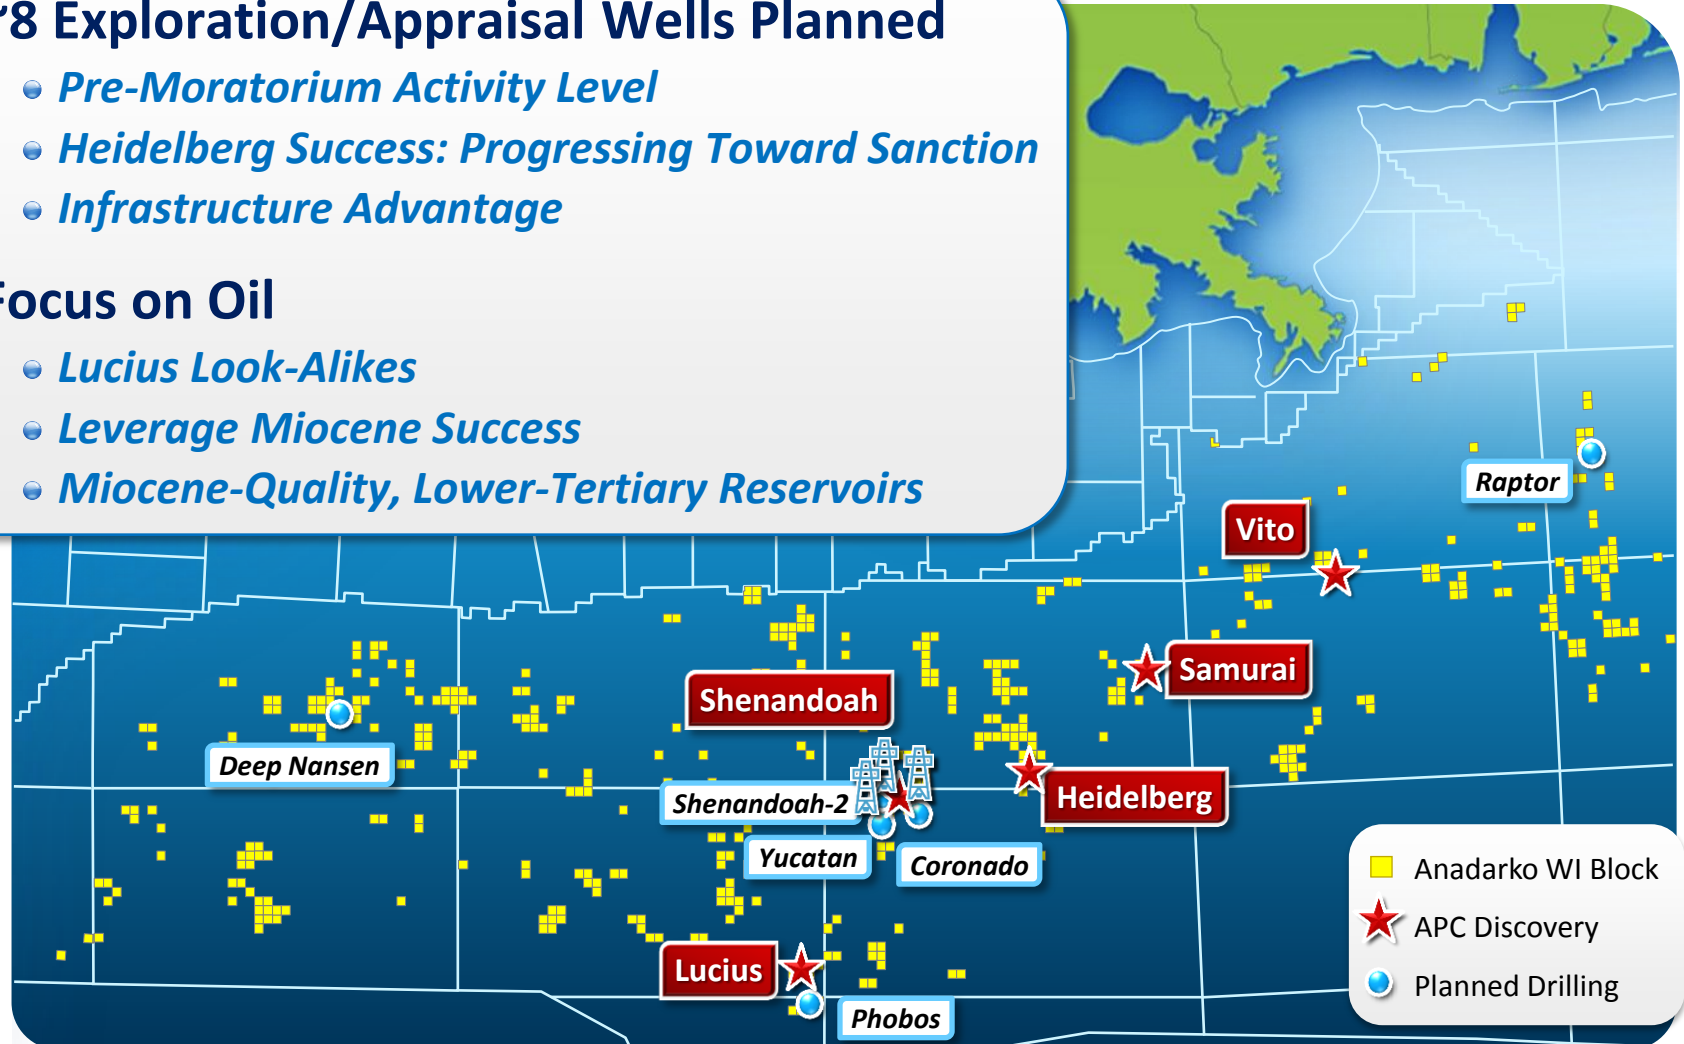 ~8 Exploration/Appraisal Wells Planned
Pre-Moratorium Activity Level
Heidelberg Success: Progressing Toward Sanction
Infrastructure Advantage
Focus on Oil
Lucius Look-Alikes
Leverage Miocene Success
Miocene-Quality, Lower-Tertiary Reservoirs
Raptor
Vito
Samurai
Shenandoah
Deep Nansen
Shenandoah-2
Heidelberg
Yucatan
Coronado
Lucius
Phobos
Anadarko WI Block
APC Discovery
Planned Drilling